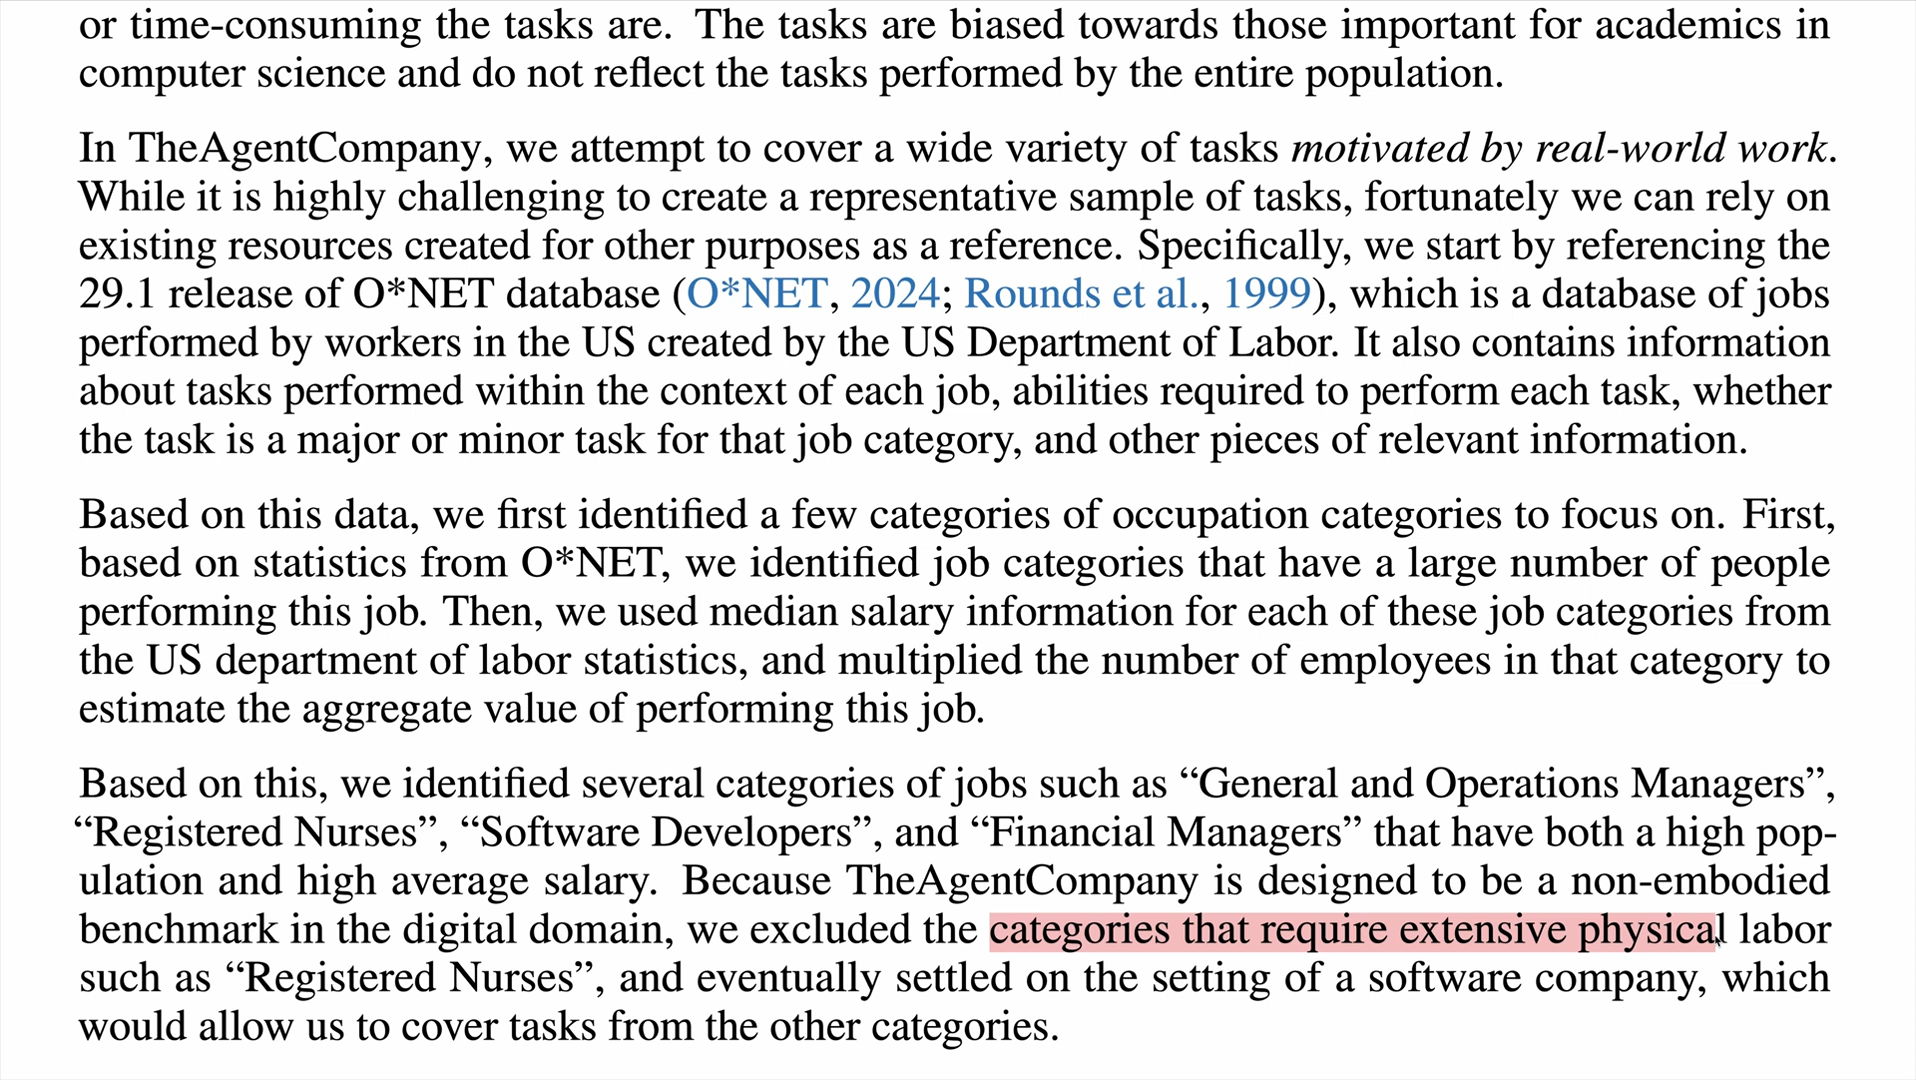 or time-consuming the tasks are. The tasks are biased towards those important for academics in
computer science and do not reflect the tasks performed by the entire population.
In TheAgentCompany, we attempt to cover a wide variety of tasks motivated by real-world work.
While it is highly challenging to create a representative sample of tasks, fortunately we can rely on
existing resources created for other purposes as a reference. Specifically, we start by referencing the
29.1 release of O*NET database (O*NET, 2024; Rounds et al., 1999), which is a database of jobs
performed by workers in the US created by the US Department of Labor. It also contains information
about tasks performed within the context of each job, abilities required to perform each task, whether
the task is a major or minor task for that job category, and other pieces of relevant information.
Based on this data, we first identified a few categories of occupation categories to focus on. First,
based on statistics from O*NET, we identified job categories that have a large number of people
performing this job. Then, we used median salary information for each of these job categories from
the US department of labor statistics, and multiplied the number of employees in that category to
estimate the aggregate value of performing this job.
Based on this, we identified several categories of jobs such as “General and Operations Managers”,
“Registered Nurses”, “Software Developers”, and “Financial Managers” that have both a high pop-
ulation and high average salary. Because TheAgentCompany is designed to be a non-embodied
benchmark in the digital domain, we excluded the categories that require extensive physical labor
such as “Registered Nurses”, and eventually settled on the setting of a software company, which
would allow us to cover tasks from the other categories.